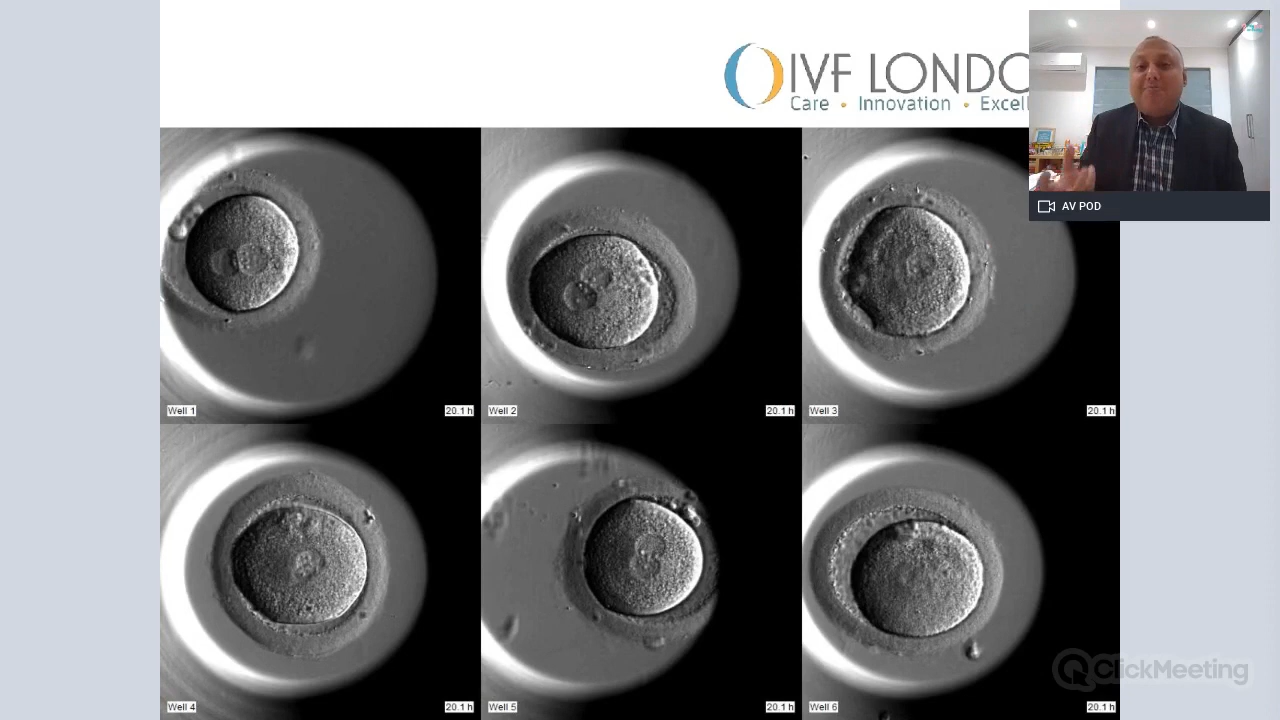 IVF LONDO
Care • Innovation • Excell
AV POD
Well 1
20.1 h
Well 2
20.1 h
Well 3
20.1 h
Well 4
20.1 h
Well 5
20.1 h
Well 6
20.1 h
ClickMeeting